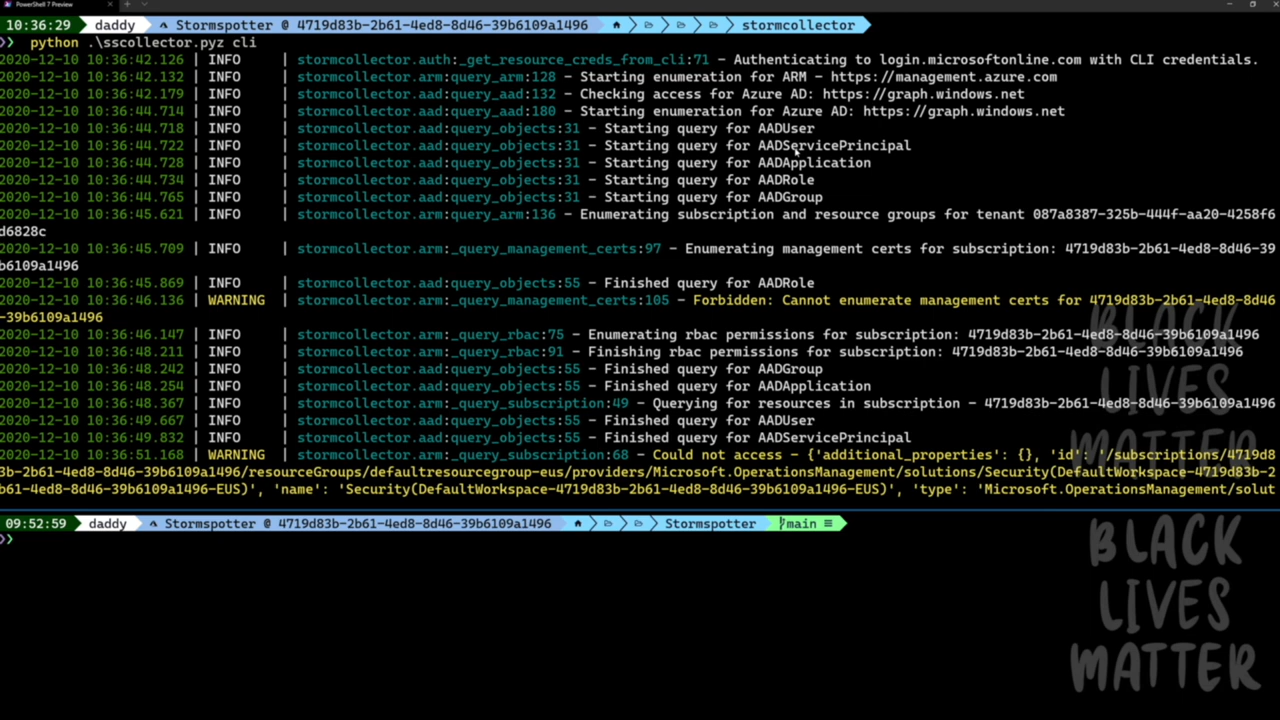 PowerShell 7 Preview
10:36:29 daddy Stormspotter @ 4719d83b-2b61-4ed8-8d46-39b6109a1496 stormcollector
❯❯ python .\sscollector.pyz cli
2020-12-10 10:36:42.126 | INFO | stormcollector.auth:_get_resource_creds_from_cli:71 - Authenticating to login.microsoftonline.com with CLI credentials.
2020-12-10 10:36:42.132 | INFO | stormcollector.arm:query_arm:128 - Starting enumeration for ARM - https://management.azure.com
2020-12-10 10:36:42.179 | INFO | stormcollector.aad:query_aad:132 - Checking access for Azure AD: https://graph.windows.net
2020-12-10 10:36:44.714 | INFO | stormcollector.aad:query_aad:180 - Starting enumeration for Azure AD: https://graph.windows.net
2020-12-10 10:36:44.718 | INFO | stormcollector.aad:query_objects:31 - Starting query for AADUser
2020-12-10 10:36:44.722 | INFO | stormcollector.aad:query_objects:31 - Starting query for AADServicePrincipal
2020-12-10 10:36:44.728 | INFO | stormcollector.aad:query_objects:31 - Starting query for AADApplication
2020-12-10 10:36:44.734 | INFO | stormcollector.aad:query_objects:31 - Starting query for AADRole
2020-12-10 10:36:44.765 | INFO | stormcollector.aad:query_objects:31 - Starting query for AADGroup
2020-12-10 10:36:45.621 | INFO | stormcollector.arm:query_arm:136 - Enumerating subscription and resource groups for tenant 087a8387-325b-444f-aa20-4258f6
d6828c
2020-12-10 10:36:45.709 | INFO | stormcollector.arm:_query_management_certs:97 - Enumerating management certs for subscription: 4719d83b-2b61-4ed8-8d46-39
b6109a1496
2020-12-10 10:36:45.869 | INFO | stormcollector.aad:query_objects:55 - Finished query for AADRole
2020-12-10 10:36:46.136 | WARNING | stormcollector.arm:_query_management_certs:105 - Forbidden: Cannot enumerate management certs for 4719d83b-2b61-4ed8-8d46
-39b6109a1496
2020-12-10 10:36:46.147 | INFO | stormcollector.arm:_query_rbac:75 - Enumerating rbac permissions for subscription: 4719d83b-2b61-4ed8-8d46-39b6109a1496
2020-12-10 10:36:48.211 | INFO | stormcollector.arm:_query_rbac:91 - Finishing rbac permissions for subscription: 4719d83b-2b61-4ed8-8d46-39b6109a1496
2020-12-10 10:36:48.242 | INFO | stormcollector.aad:query_objects:55 - Finished query for AADGroup
2020-12-10 10:36:48.254 | INFO | stormcollector.aad:query_objects:55 - Finished query for AADApplication
2020-12-10 10:36:48.367 | INFO | stormcollector.arm:_query_subscription:49 - Querying for resources in subscription - 4719d83b-2b61-4ed8-8d46-39b6109a1496
2020-12-10 10:36:49.667 | INFO | stormcollector.aad:query_objects:55 - Finished query for AADUser
2020-12-10 10:36:49.832 | INFO | stormcollector.aad:query_objects:55 - Finished query for AADServicePrincipal
2020-12-10 10:36:51.168 | WARNING | stormcollector.arm:_query_subscription:68 - Could not access - {'additional_properties': {}, 'id': '/subscriptions/4719d8
3b-2b61-4ed8-8d46-39b6109a1496/resourceGroups/defaultresourcegroup-eus/providers/Microsoft.OperationsManagement/solutions/Security(DefaultWorkspace-4719d83b-2
b61-4ed8-8d46-39b6109a1496-EUS)', 'name': 'Security(DefaultWorkspace-4719d83b-2b61-4ed8-8d46-39b6109a1496-EUS)', 'type': 'Microsoft.OperationsManagement/solut
BLACK
LIVES
MATTER
09:52:59 daddy Stormspotter @ 4719d83b-2b61-4ed8-8d46-39b6109a1496 Stormspotter main ≡
❯❯
BLACK
LIVES
MATTER